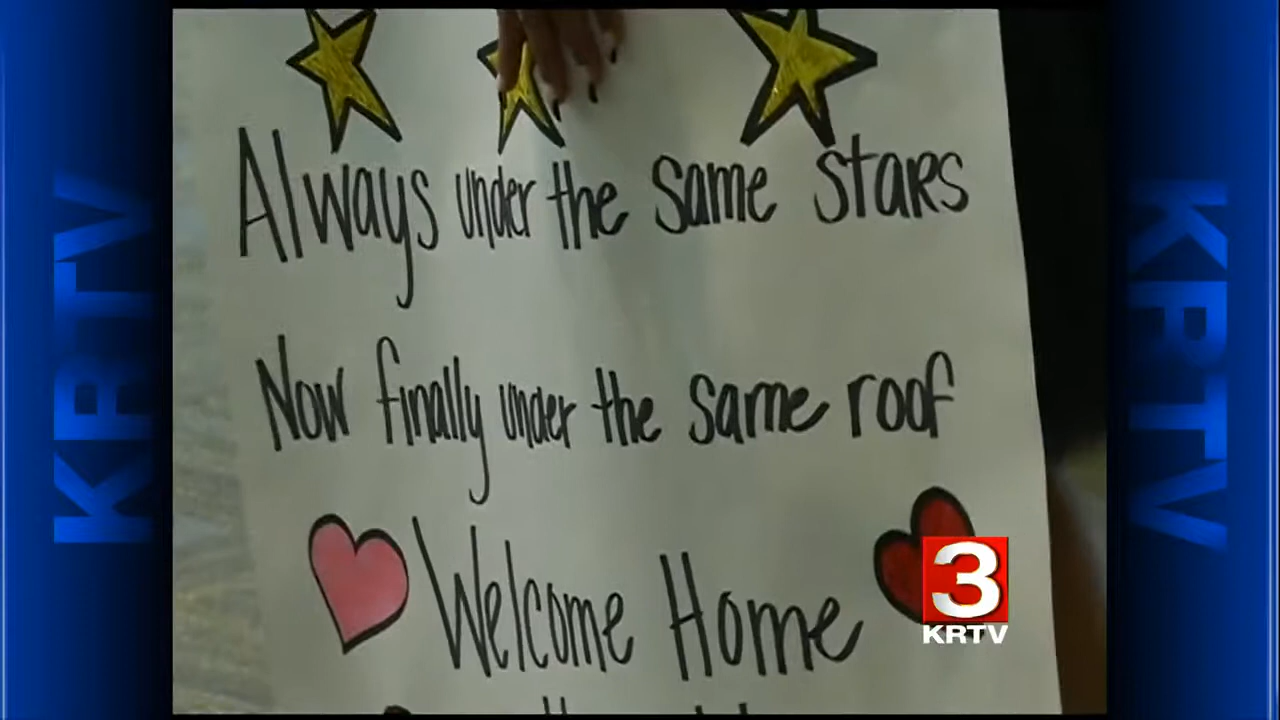 Always under the same stars
Now finally under the same roof
Welcome Home
3
KRTV
KRTV
KRTV